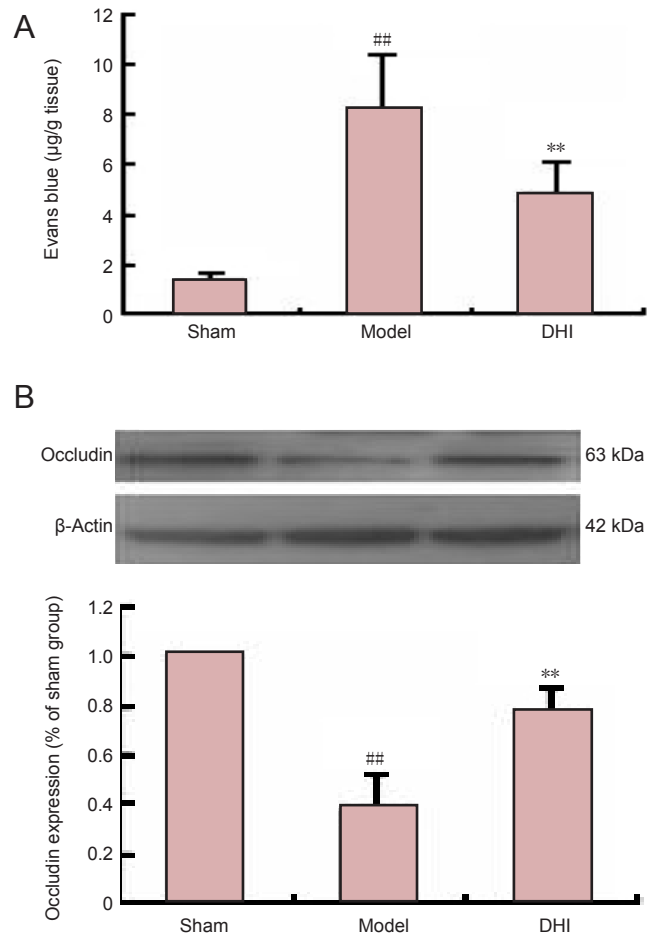 A
Evans blue (µg/g tissue)
12
10
8
6
4
2
0
##
**
Sham Model DHI
B
Occludin 63 kDa
β-Actin 42 kDa
Occludin expression (% of sham group)
1.2
1.0
0.8
0.6
0.4
0.2
0
##
**
Sham Model DHI